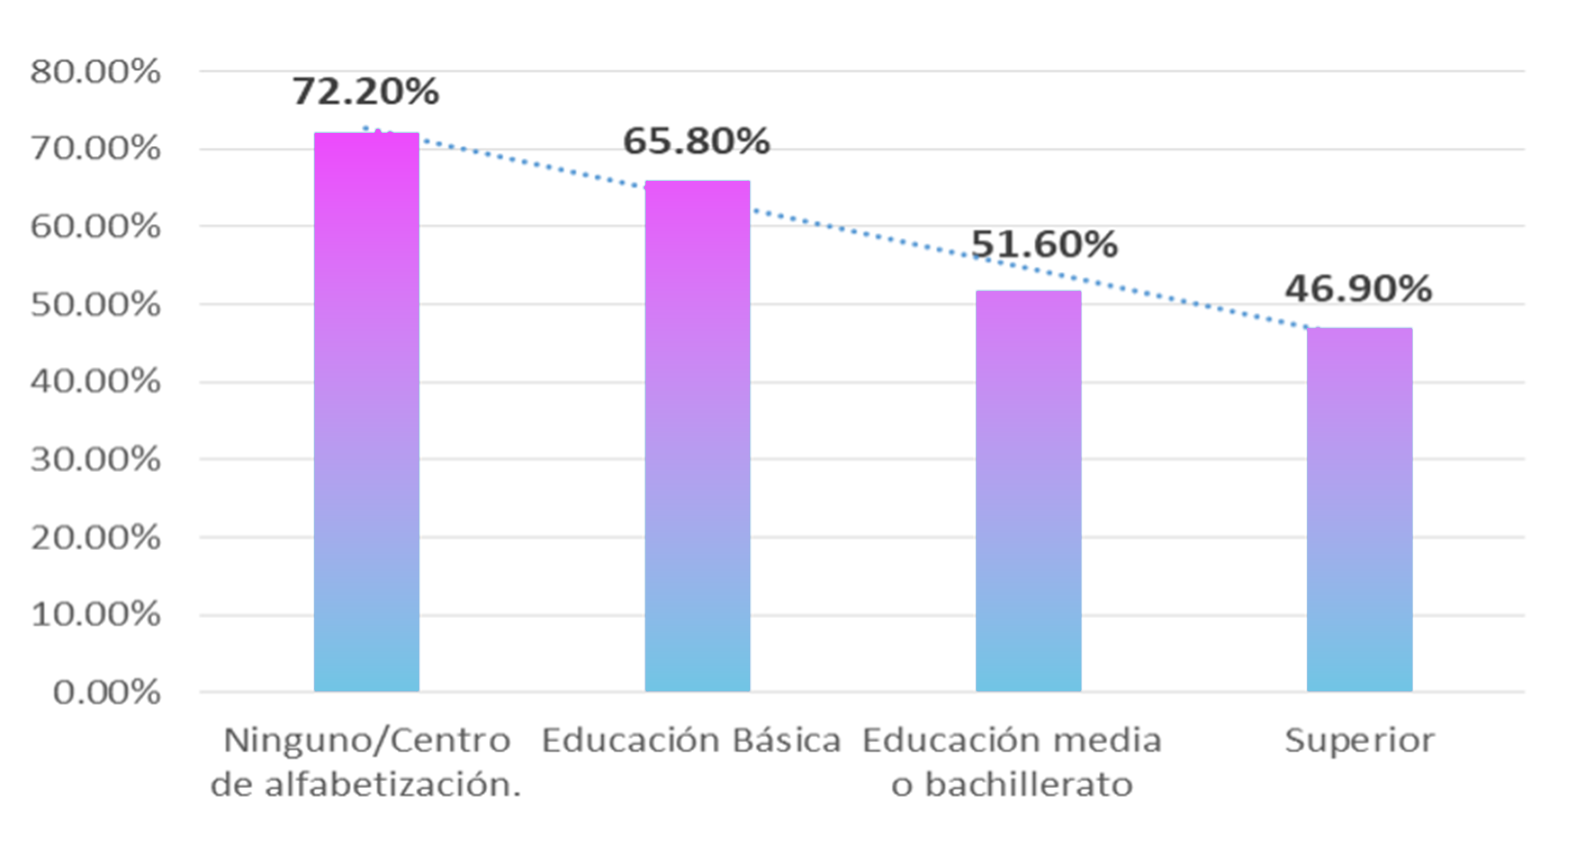 80.00%
70.00%
60.00%
50.00%
40.00%
30.00%
20.00%
10.00%
0.00%
72.20%
65.80%
51.60%
46.90%
Ninguno/Centro
de alfabetización.
Educación Básica
Educación media
o bachillerato
Superior